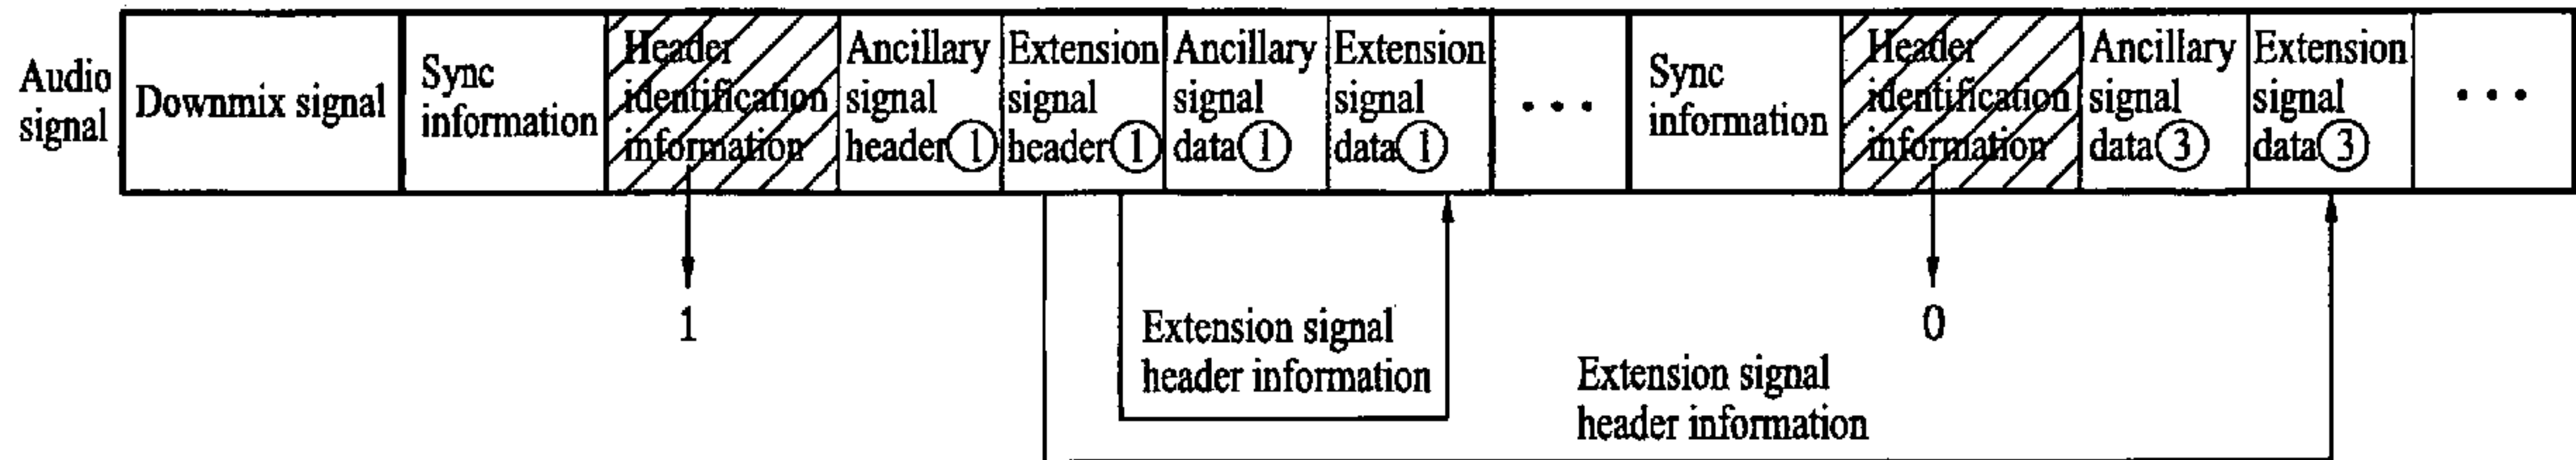 Audio
signal
Downmix signal
Sync
information
Header
identification
information
Ancillary
signal
header①
Extension
signal
header①
Ancillary
signal
data①
Extension
signal
data①
• • •
Sync
information
Header
identification
information
Ancillary
signal
data③
Extension
signal
data③
• • •
1
Extension signal
header information
0
Extension signal
header information